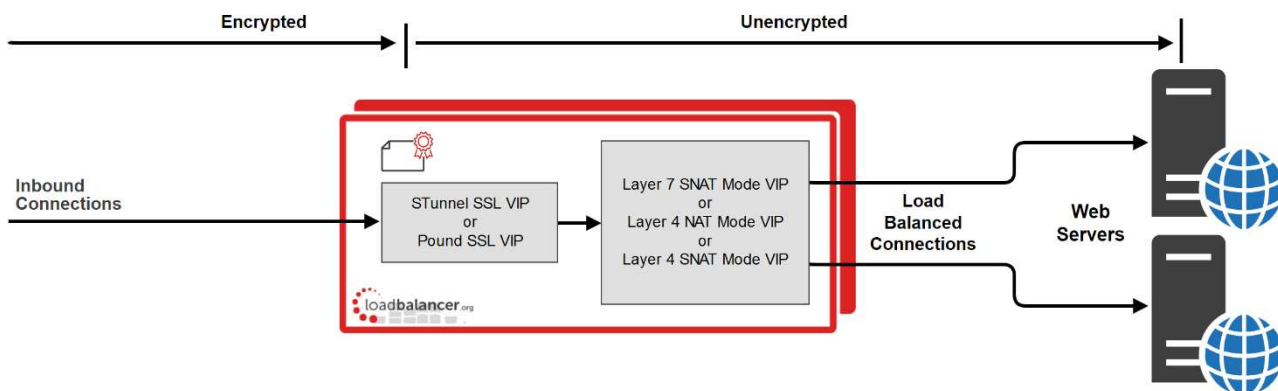 Encrypted
Unencrypted
Inbound
Connections
STunnel SSL VIP
or
Pound SSL VIP
Layer 7 SNAT Mode VIP
or
Layer 4 NAT Mode VIP
or
Layer 4 SNAT Mode VIP
Load
Balanced
Connections
Web
Servers
loadbalancer.org